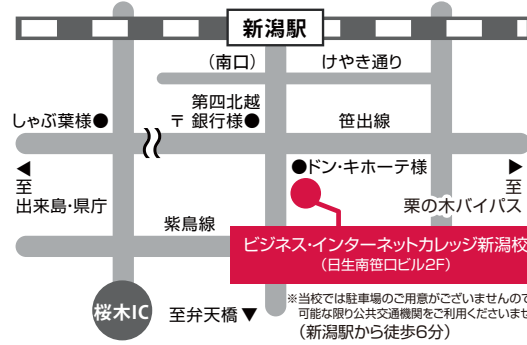 新潟駅
(南口)
けやき通り
第四北越
しゃぶ葉様●
〒 銀行様●
笹出線
◀
至
出来島・県庁
●ドン・キホーテ様
▶
至
栗の木バイパス
紫鳥線
ビジネス・インターネットカレッジ新潟校
(日生南笹口ビル2F)
桜木IC
至弁天橋▼
※当校では駐車場のご用意がございませんので
可能な限り公共交通機関をご利用くださいませ
(新潟駅から徒歩6分)